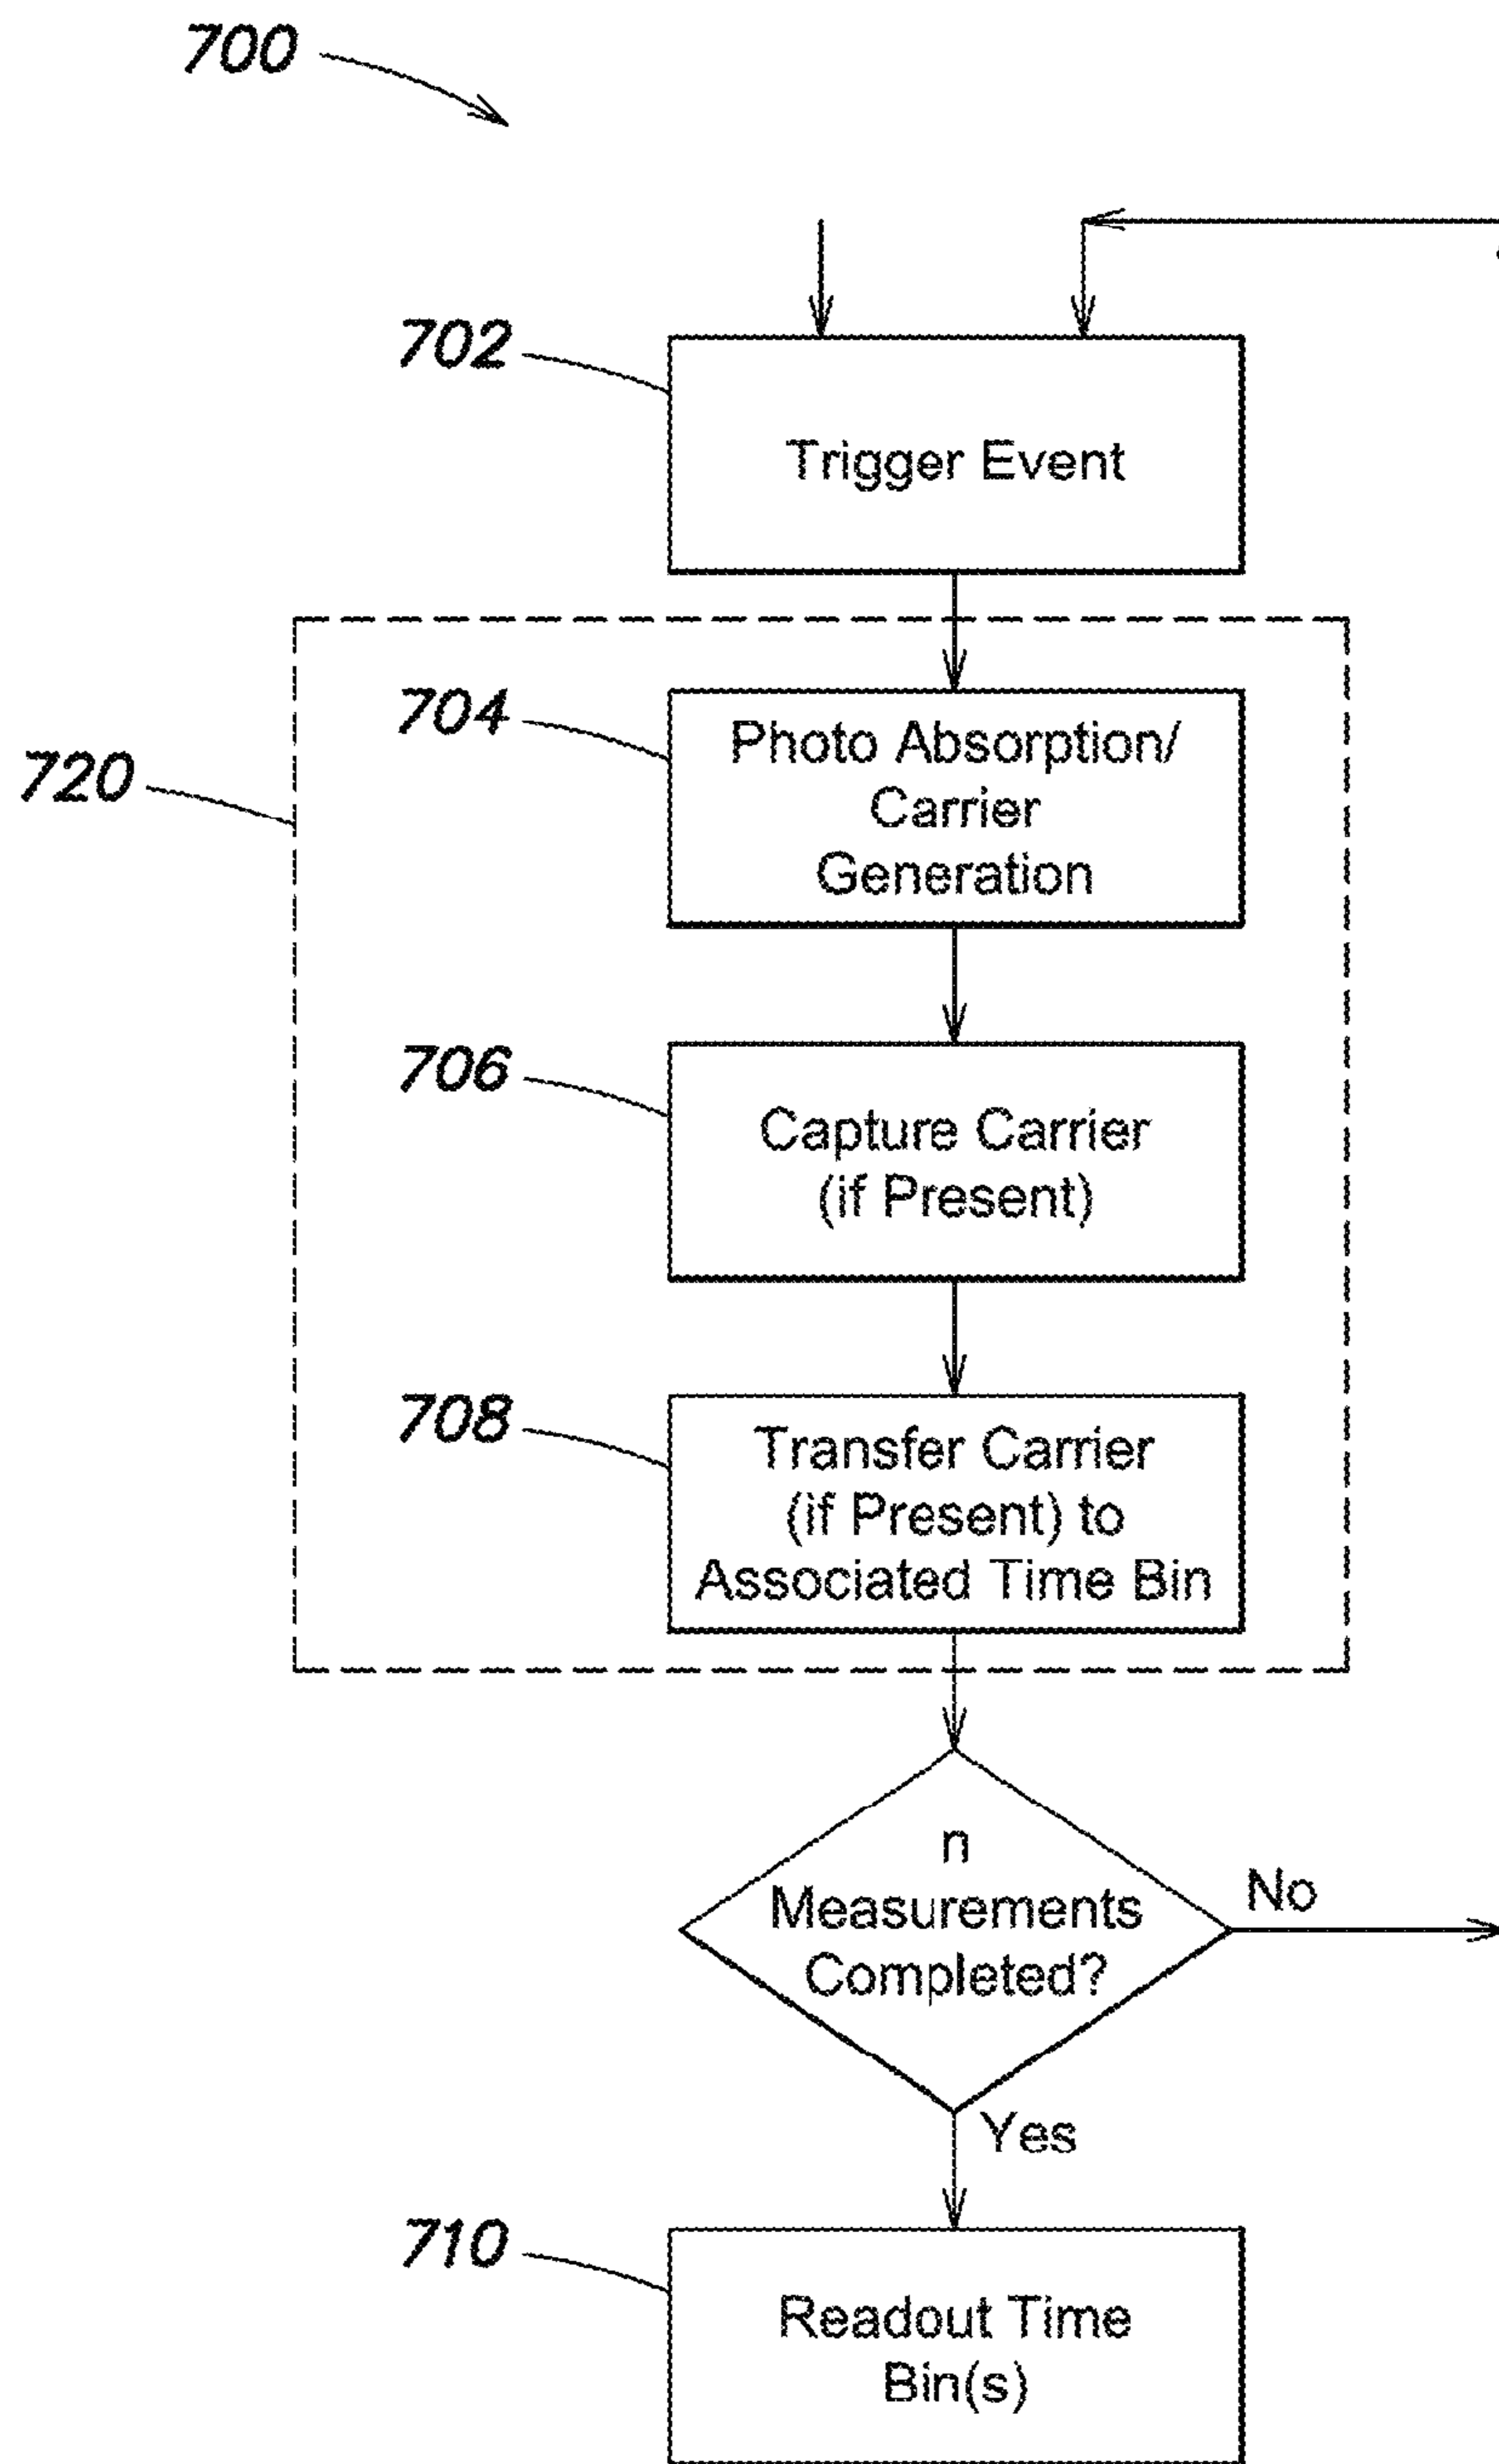 700
702
Trigger Event
704
Photo Absorption/
Carrier
Generation
720
706
Capture Carrier
(if Present)
708
Transfer Carrier
(if Present) to
Associated Time Bin
n
Measurements
Completed?
No
Yes
710
Readout Time
Bin(s)